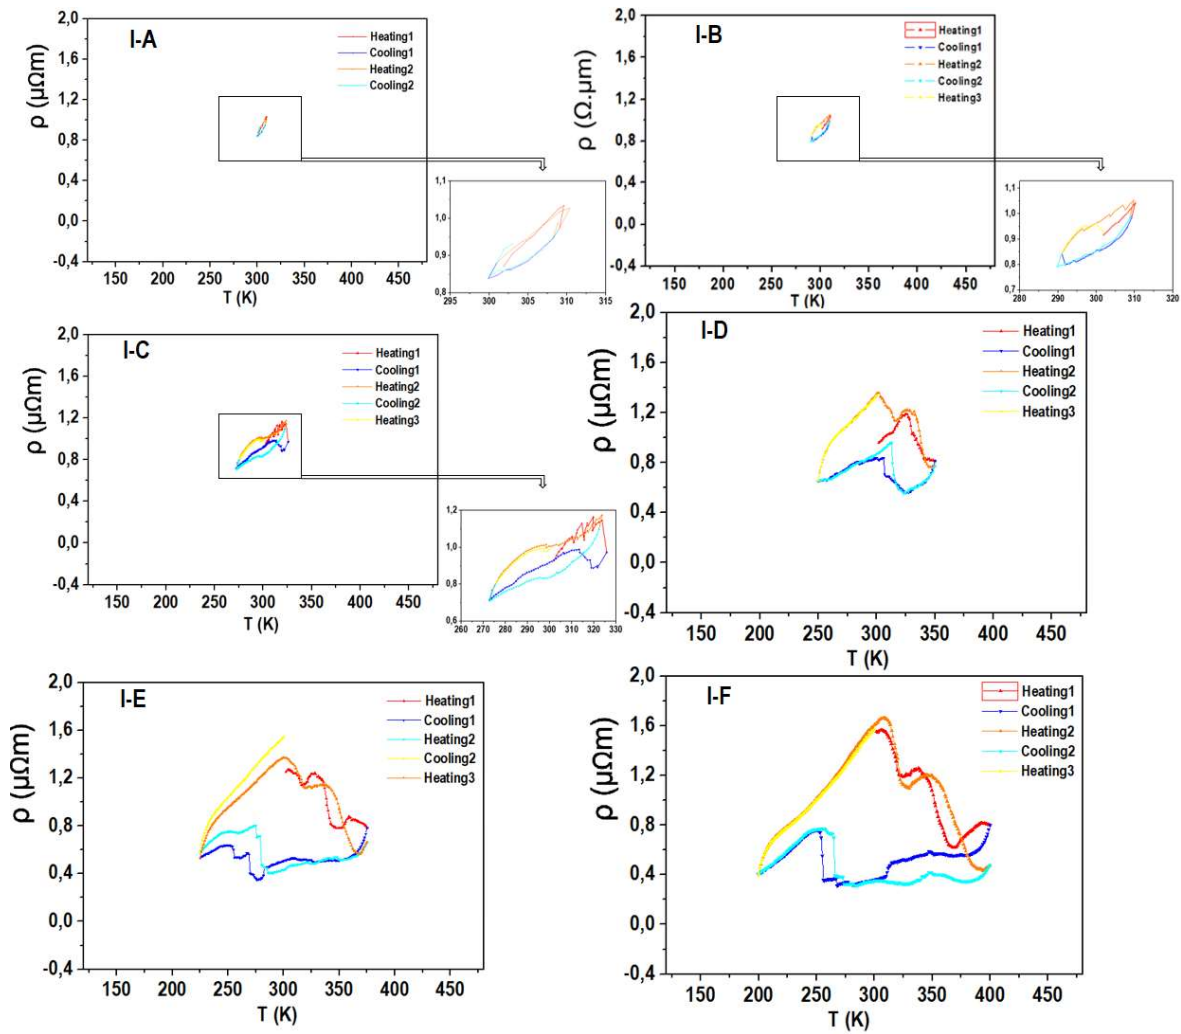 I-A
2,0
1,6
1,2
0,8
0,4
0,0
-0,4
ρ (μΩm)
Heating1
Cooling1
Heating2
Cooling2
150 200 250 300 350 400 450
T (K)
1,1
1,0
0,9
0,8
295 300 305 310 315
I-B
2,0
1,6
1,2
0,8
0,4
0,0
-0,4
ρ (Ω.μm)
Heating1
Cooling1
Heating2
Cooling2
Heating3
150 200 250 300 350 400 450
T (K)
1,1
1,0
0,9
0,8
0,7
280 290 300 310 320
I-C
2,0
1,6
1,2
0,8
0,4
0,0
-0,4
ρ (μΩm)
Heating1
Cooling1
Heating2
Cooling2
Heating3
150 200 250 300 350 400 450
T (K)
1,2
1,0
0,8
0,6
260 270 280 290 300 310 320 330
I-D
2,0
1,6
1,2
0,8
0,4
0,0
-0,4
ρ (μΩm)
Heating1
Cooling1
Heating2
Cooling2
Heating3
150 200 250 300 350 400 450
T (K)
I-E
2,0
1,6
1,2
0,8
0,4
0,0
-0,4
ρ (μΩm)
Heating1
Cooling1
Heating2
Cooling2
Heating3
150 200 250 300 350 400 450
T (K)
I-F
2,0
1,6
1,2
0,8
0,4
0,0
-0,4
ρ (μΩm)
Heating1
Cooling1
Heating2
Cooling2
Heating3
150 200 250 300 350 400 450
T (K)